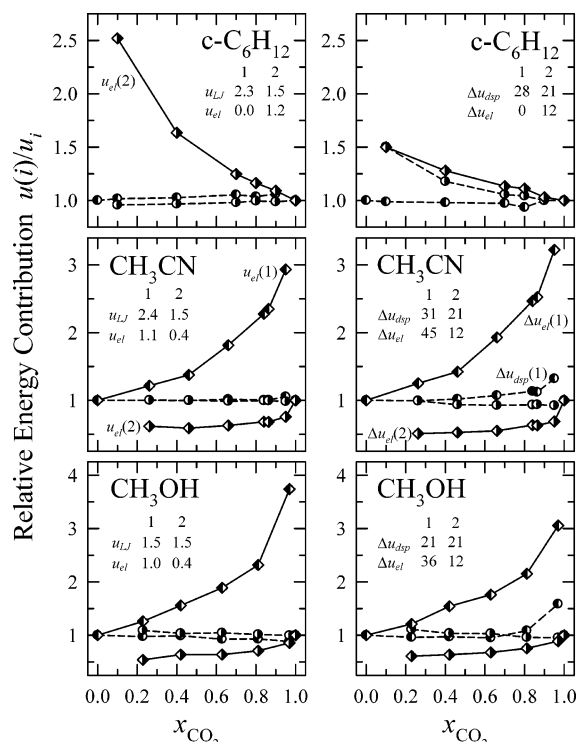 Relative Energy Contribution u(i)/u_i
2.5
2.0
1.5
1.0
c-C₆H₁₂
1 2
u_LJ 2.3 1.5
u_el 0.0 1.2
u_el(2)
c-C₆H₁₂
1 2
Δu_dsp 28 21
Δu_el 0 12
3
2
1
CH₃CN
1 2
u_LJ 2.4 1.5
u_el 1.1 0.4
u_el(1)
u_el(2)
CH₃CN
1 2
Δu_dsp 31 21
Δu_el 45 12
Δu_el(1)
Δu_dsp(1)
Δu_el(2)
4
3
2
1
CH₃OH
1 2
u_LJ 1.5 1.5
u_el 1.0 0.4
CH₃OH
1 2
Δu_dsp 21 21
Δu_el 36 12
0.0 0.2 0.4 0.6 0.8 1.0
0.0 0.2 0.4 0.6 0.8 1.0
x_CO₂
x_CO₂